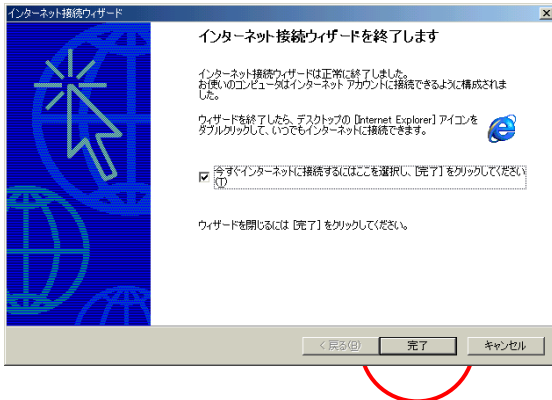 インターネット接続ウィザード
インターネット接続ウィザードを終了します
インターネット接続ウィザードは正常に終了しました。
お使いのコンピュータはインターネット アカウントに接続できるように構成されま
した。
ウィザードを終了したら、デスクトップの [Internet Explorer] アイコンを
ダブルクリックして、いつでもインターネットに接続できます。
今すぐインターネットに接続するにはここを選択し、[完了] をクリックしてください
(T)
ウィザードを閉じるには [完了] をクリックしてください。
< 戻る(B)
完了
キャンセル